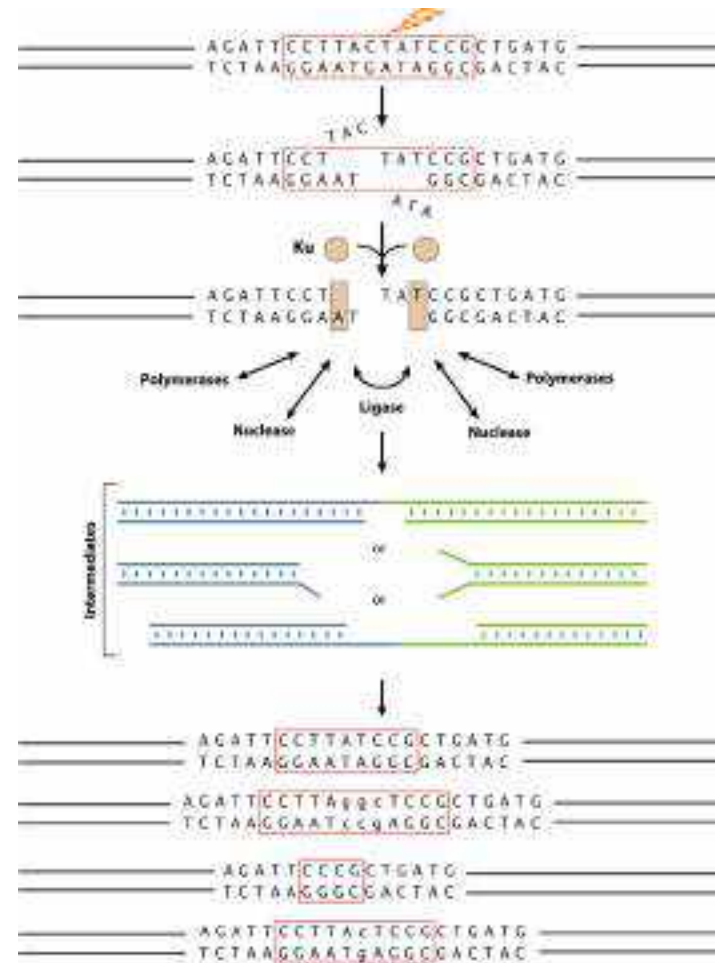 AGATTCCTTACTATCCGCTGATG
TCTAAGGAATGATAGGCGACTAC
TAC
AGATTCCT TATCCGCTGATG
TCTAAGGAAT GGCGACTAC
ATA
Ku
AGATTCCT TATCCGCTGATG
TCTAAGGAAT GGCGACTAC
Polymerases Polymerases
Ligase
Nuclease Nuclease
Intermediates
or
or
AGATTCCTTATCCGCTGATG
TCTAAGGAATAGGCGACTAC
AGATTCCTTAggcTCCGCTGATG
TCTAAGGAATccgAGGCGACTAC
AGATTCCCGCTGATG
TCTAAGGGCGACTAC
AGATTCCTTAcTCCGCTGATG
TCTAAGGAATgAGGCGACTAC